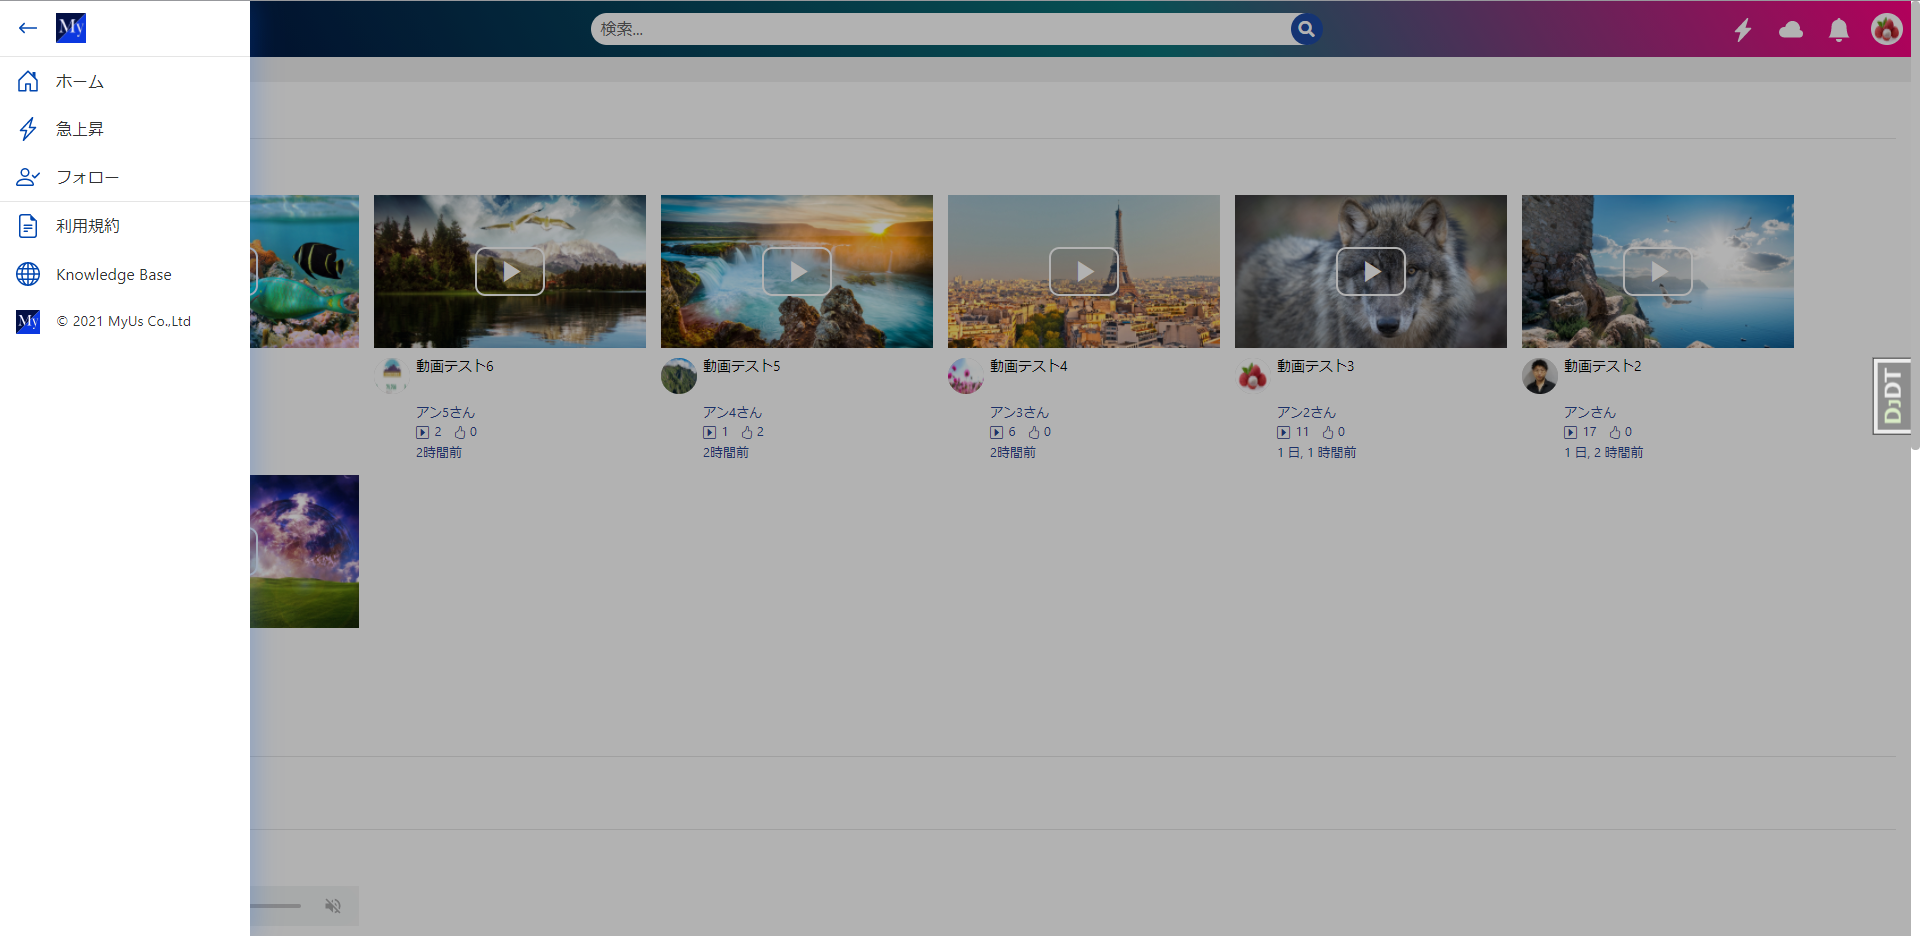 My
検索...
ホーム
急上昇
フォロー
利用規約
Knowledge Base
My
© 2021 MyUs Co.,Ltd
動画テスト6
アン5さん
2 0
2時間前
動画テスト5
アン4さん
1 2
2時間前
動画テスト4
アン3さん
6 0
2時間前
動画テスト3
アン2さん
11 0
1 日, 1 時間前
動画テスト2
アンさん
17 0
1 日, 2 時間前
DJDT